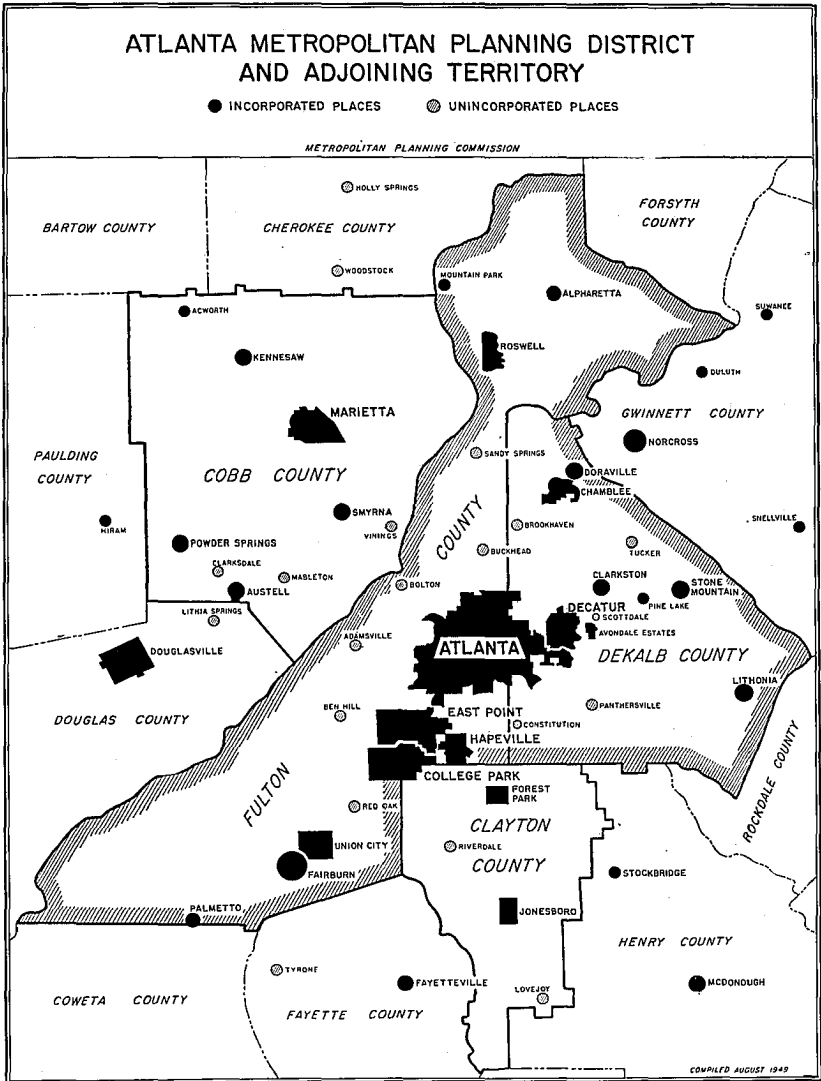 ATLANTA METROPOLITAN PLANNING DISTRICT
AND ADJOINING TERRITORY
INCORPORATED PLACES
UNINCORPORATED PLACES
METROPOLITAN PLANNING COMMISSION
HOLLY SPRINGS
BARTOW COUNTY
CHEROKEE COUNTY
FORSYTH
COUNTY
WOODSTOCK
MOUNTAIN PARK
ALPHARETTA
ACWORTH
SUWANEE
KENNESAW
ROSWELL
DULUTH
MARIETTA
GWINNETT COUNTY
NORCROSS
PAULDING
COUNTY
COBB COUNTY
SANDY SPRINGS
DORAVILLE
CHAMBLEE
HIRAM
SMYRNA
VININGS
COUNTY
BROOKHAVEN
SNELLVILLE
POWDER SPRINGS
BUCKHEAD
TUCKER
CLARKSDALE
MABLETON
BOLTON
CLARKSTON
STONE
MOUNTAIN
AUSTELL
PINE LAKE
LITHIA SPRINGS
DECATUR
SCOTTDALE
AVONDALE ESTATES
ADAMSVILLE
ATLANTA
DOUGLASVILLE
DEKALB COUNTY
LITHONIA
DOUGLAS COUNTY
BEN HILL
EAST POINT
CONSTITUTION
PANTHERSVILLE
HAPEVILLE
COLLEGE PARK
ROCKDALE COUNTY
FULTON
RED OAK
FOREST
PARK
CLAYTON
COUNTY
UNION CITY
RIVERDALE
FAIRBURN
STOCKBRIDGE
PALMETTO
JONESBORO
HENRY COUNTY
TYRONE
FAYETTEVILLE
LOVEJOY
MCDONOUGH
COWETA COUNTY
FAYETTE COUNTY
COMPILED AUGUST 1949